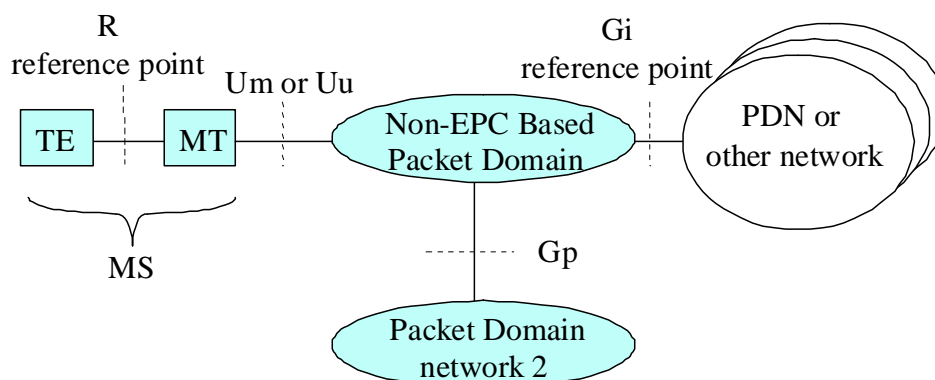 R
reference point
Gi
reference point
Um or Uu
TE
MT
Non-EPC Based
Packet Domain
PDN or
other network
MS
Gp
Packet Domain
network 2